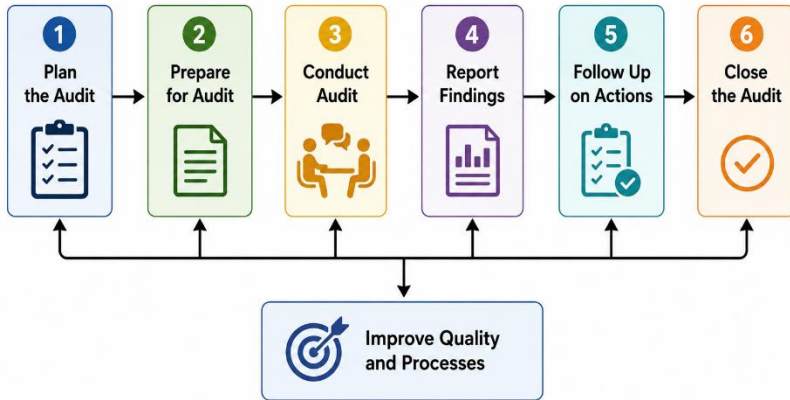 1
Plan
the Audit
2
Prepare
for Audit
3
Conduct
Audit
4
Report
Findings
5
Follow Up
on Actions
6
Close
the Audit
Improve Quality
and Processes